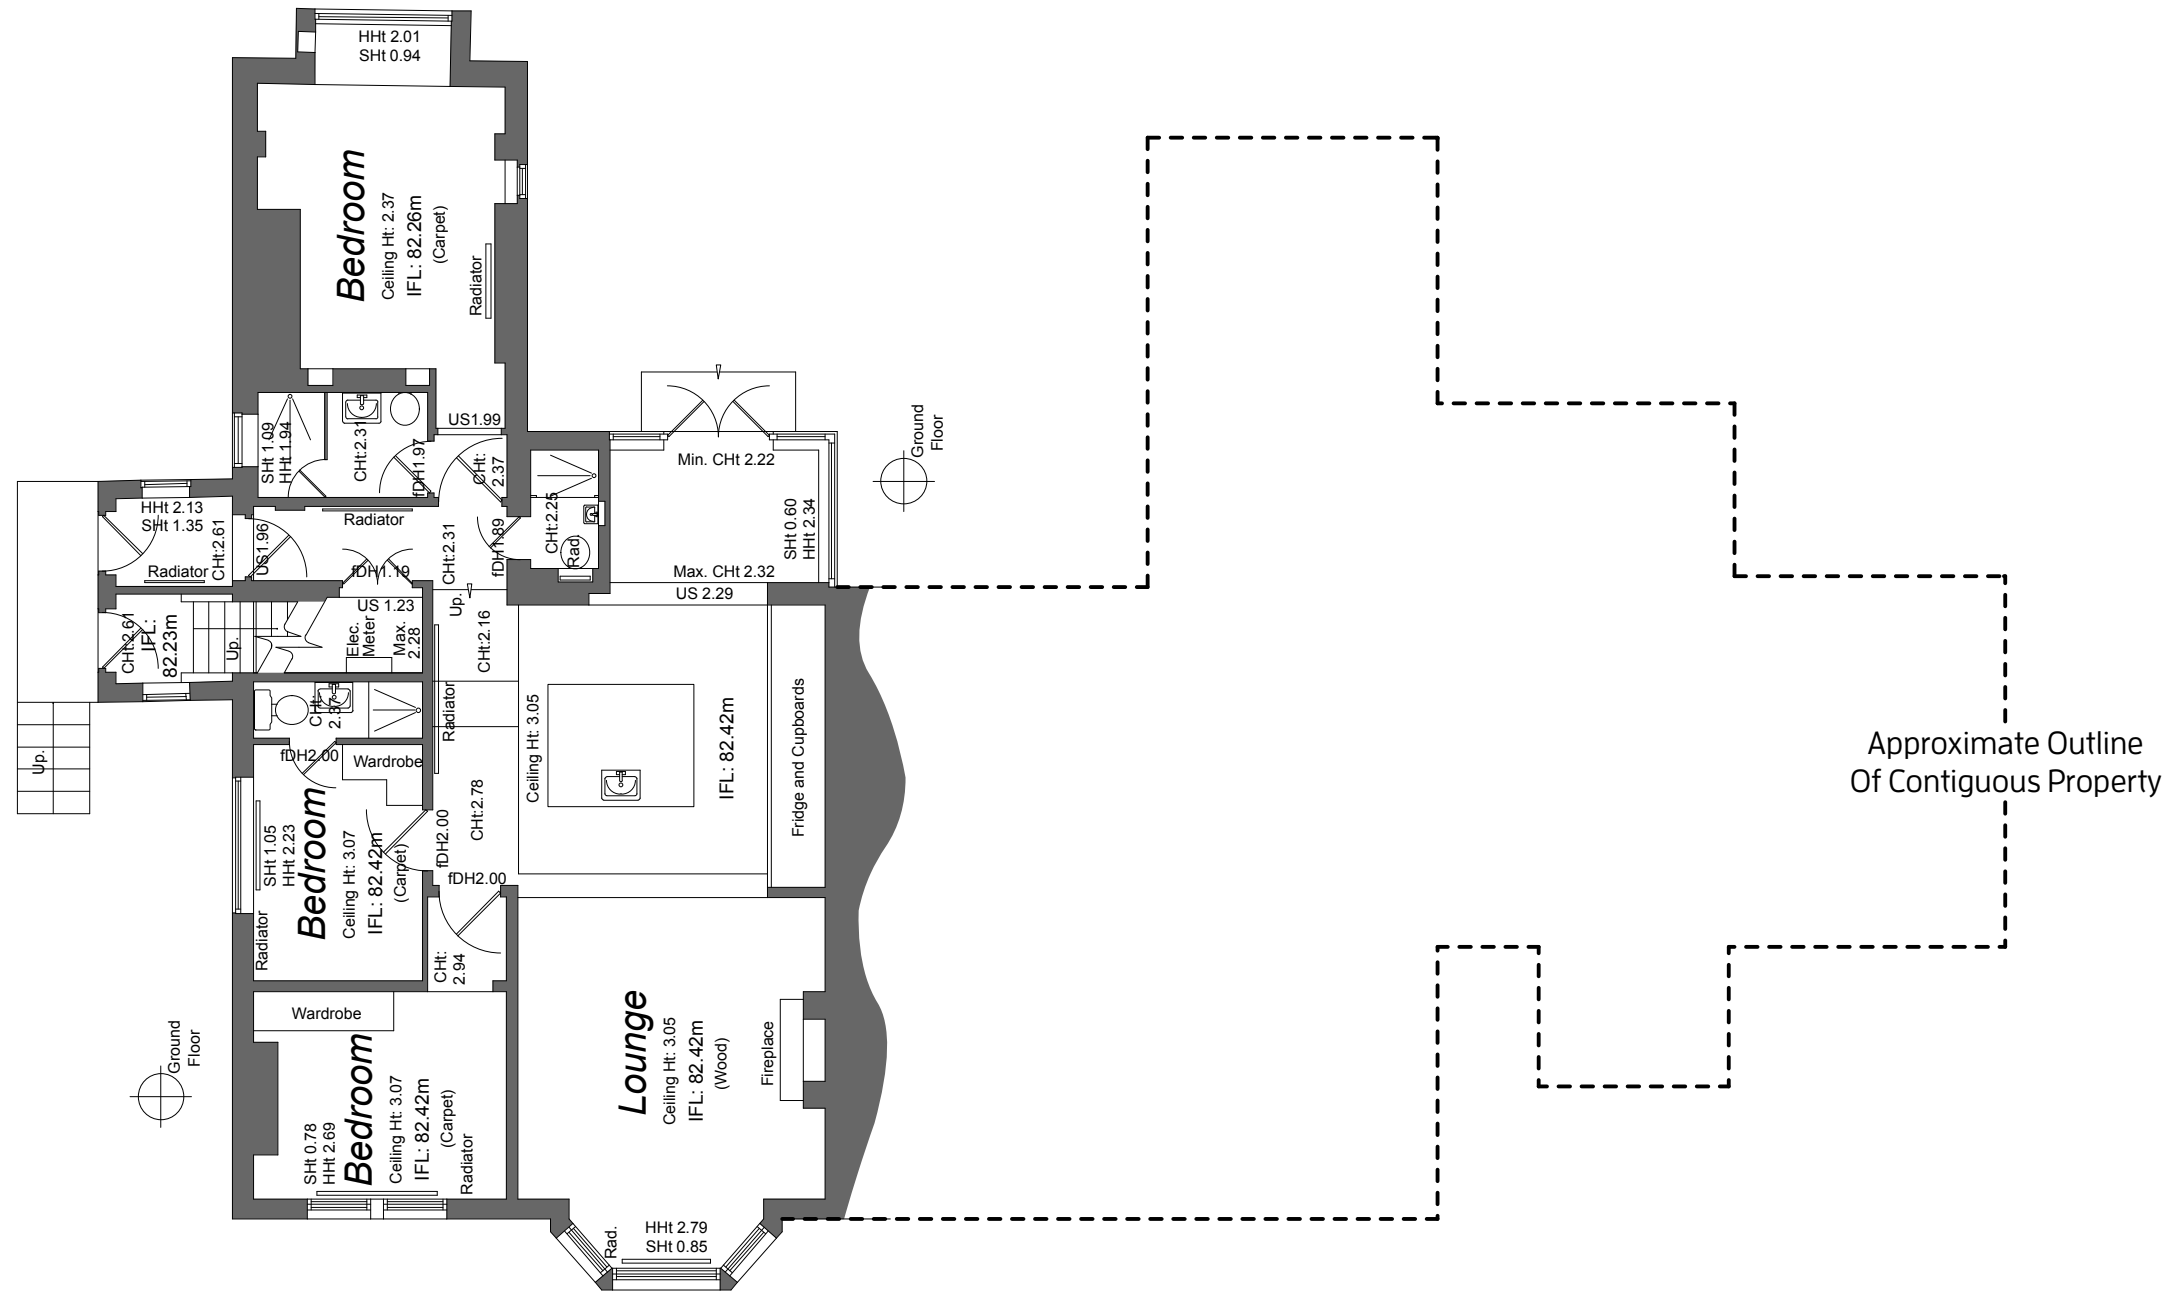 HHt 2.01
SHt 0.94
Bedroom
Ceiling Ht: 2.37
IFL: 82.26m
(Carpet)
Radiator
US1.99
SHt 1.09
HHt 1.94
CHt:2.31
fDH1.97
CHt:
2.37
Ground
Floor
Min. CHt 2.22
SHt 0.60
HHt 2.34
Max. CHt 2.32
US 2.29
CHt:2.25
Rad.
HHt 2.13
SHt 1.35
CHt:2.61
Radiator
US1.96
Radiator
fDH1.19
CHt:2.31
fDH1.89
CHt:2.61
IFL:
82.23m
Up.
US 1.23
Elec.
Meter
Max.
2.28
Up.
CHt:2.16
CHt:
2.37
Radiator
Up.
fDH2.00
Wardrobe
SHt 1.05
HHt 2.23
Radiator
Bedroom
Ceiling Ht: 3.07
IFL: 82.42m
(Carpet)
fDH2.00
CHt:2.78
fDH2.00
Ceiling Ht: 3.05
IFL: 82.42m
Fridge and Cupboards
Approximate Outline
Of Contiguous Property
CHt:
2.94
Wardrobe
Ground
Floor
SHt 0.78
HHt 2.69
Bedroom
Ceiling Ht: 3.07
IFL: 82.42m
(Carpet)
Radiator
Lounge
Ceiling Ht: 3.05
IFL: 82.42m
(Wood)
Fireplace
Rad.
HHt 2.79
SHt 0.85